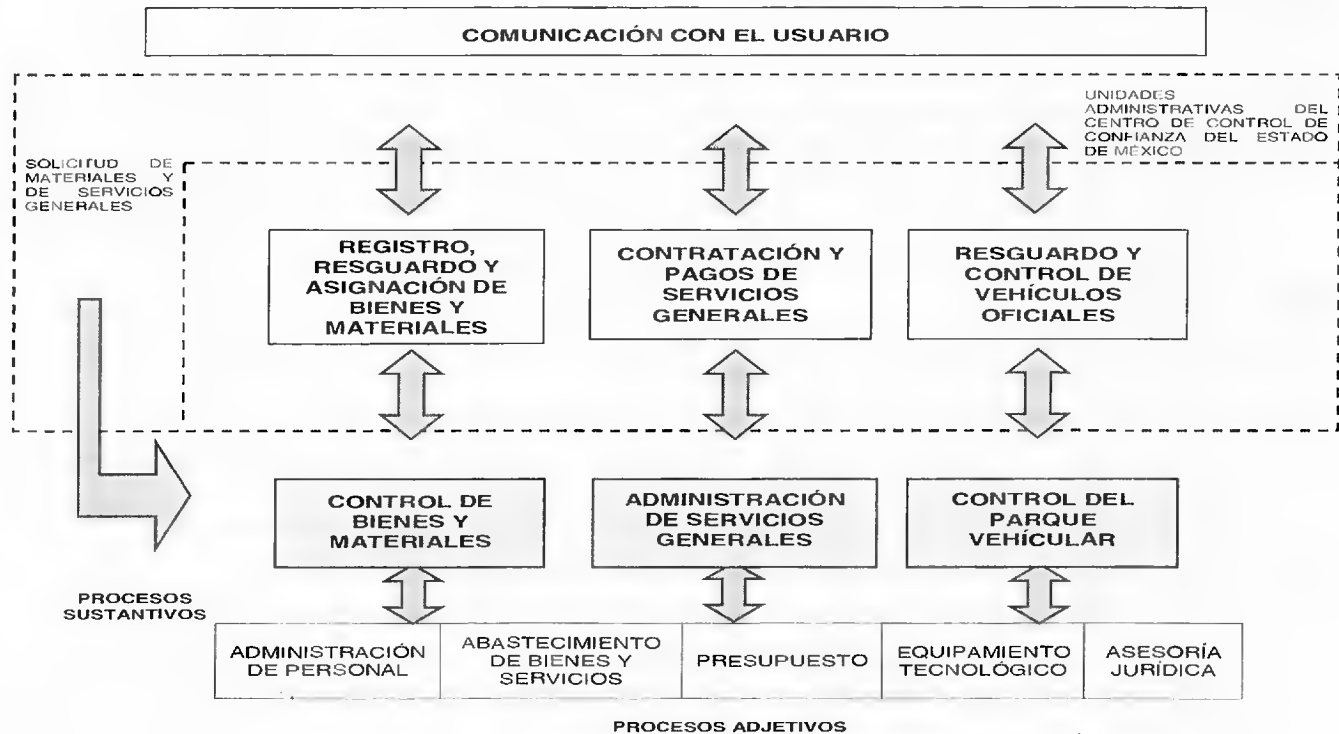 COMUNICACIÓN CON EL USUARIO
UNIDADES
ADMINISTRATIVAS DEL
CENTRO DE CONTROL DE
CONFIANZA DEL ESTADO
DE MÉXICO
SOLICITUD DE
MATERIALES Y
DE SERVICIOS
GENERALES
REGISTRO,
RESGUARDO Y
ASIGNACIÓN DE
BIENES Y
MATERIALES
CONTRATACIÓN Y
PAGOS DE
SERVICIOS
GENERALES
RESGUARDO Y
CONTROL DE
VEHÍCULOS
OFICIALES
CONTROL DE
BIENES Y
MATERIALES
ADMINISTRACIÓN
DE SERVICIOS
GENERALES
CONTROL DEL
PARQUE
VEHÍCULAR
PROCESOS
SUSTANTIVOS
ADMINISTRACIÓN
DE PERSONAL
ABASTECIMIENTO
DE BIENES Y
SERVICIOS
PRESUPUESTO
EQUIPAMIENTO
TECNOLÓGICO
ASESORÍA
JURÍDICA
PROCESOS ADJETIVOS